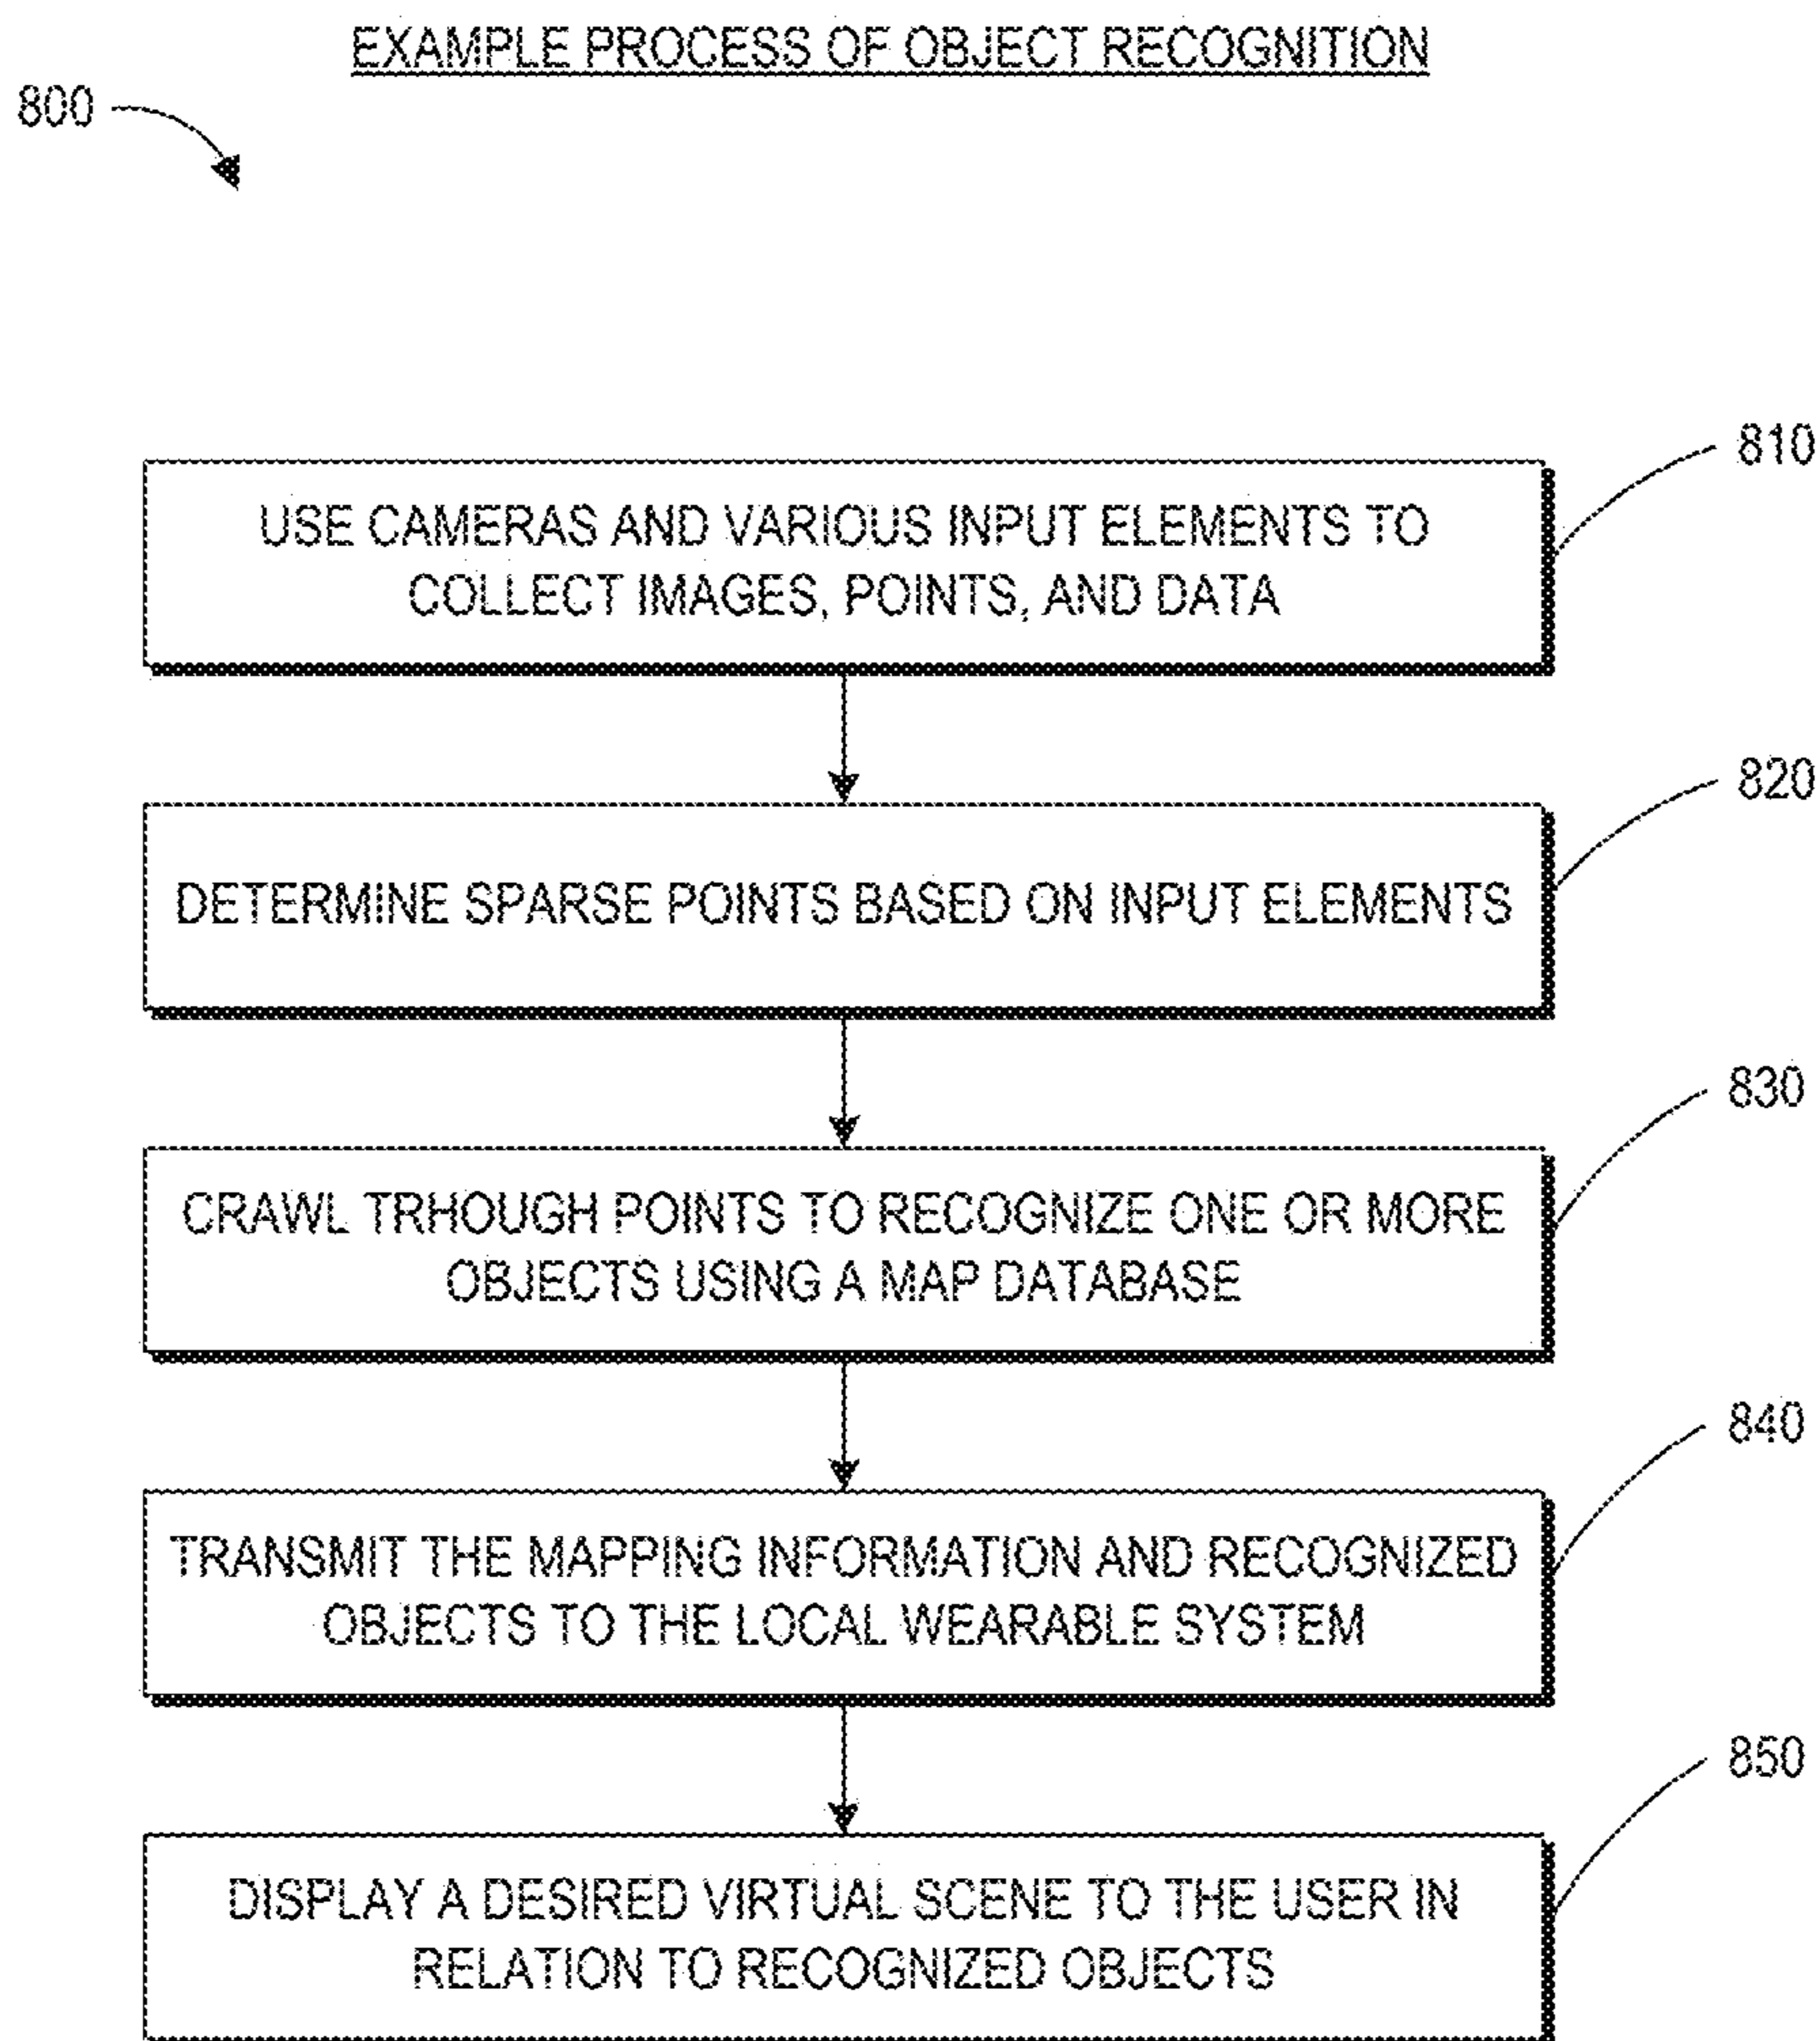 EXAMPLE PROCESS OF OBJECT RECOGNITION
800
810
USE CAMERAS AND VARIOUS INPUT ELEMENTS TO
COLLECT IMAGES, POINTS, AND DATA
820
DETERMINE SPARSE POINTS BASED ON INPUT ELEMENTS
830
CRAWL TRHOUGH POINTS TO RECOGNIZE ONE OR MORE
OBJECTS USING A MAP DATABASE
840
TRANSMIT THE MAPPING INFORMATION AND RECOGNIZED
OBJECTS TO THE LOCAL WEARABLE SYSTEM
850
DISPLAY A DESIRED VIRTUAL SCENE TO THE USER IN
RELATION TO RECOGNIZED OBJECTS